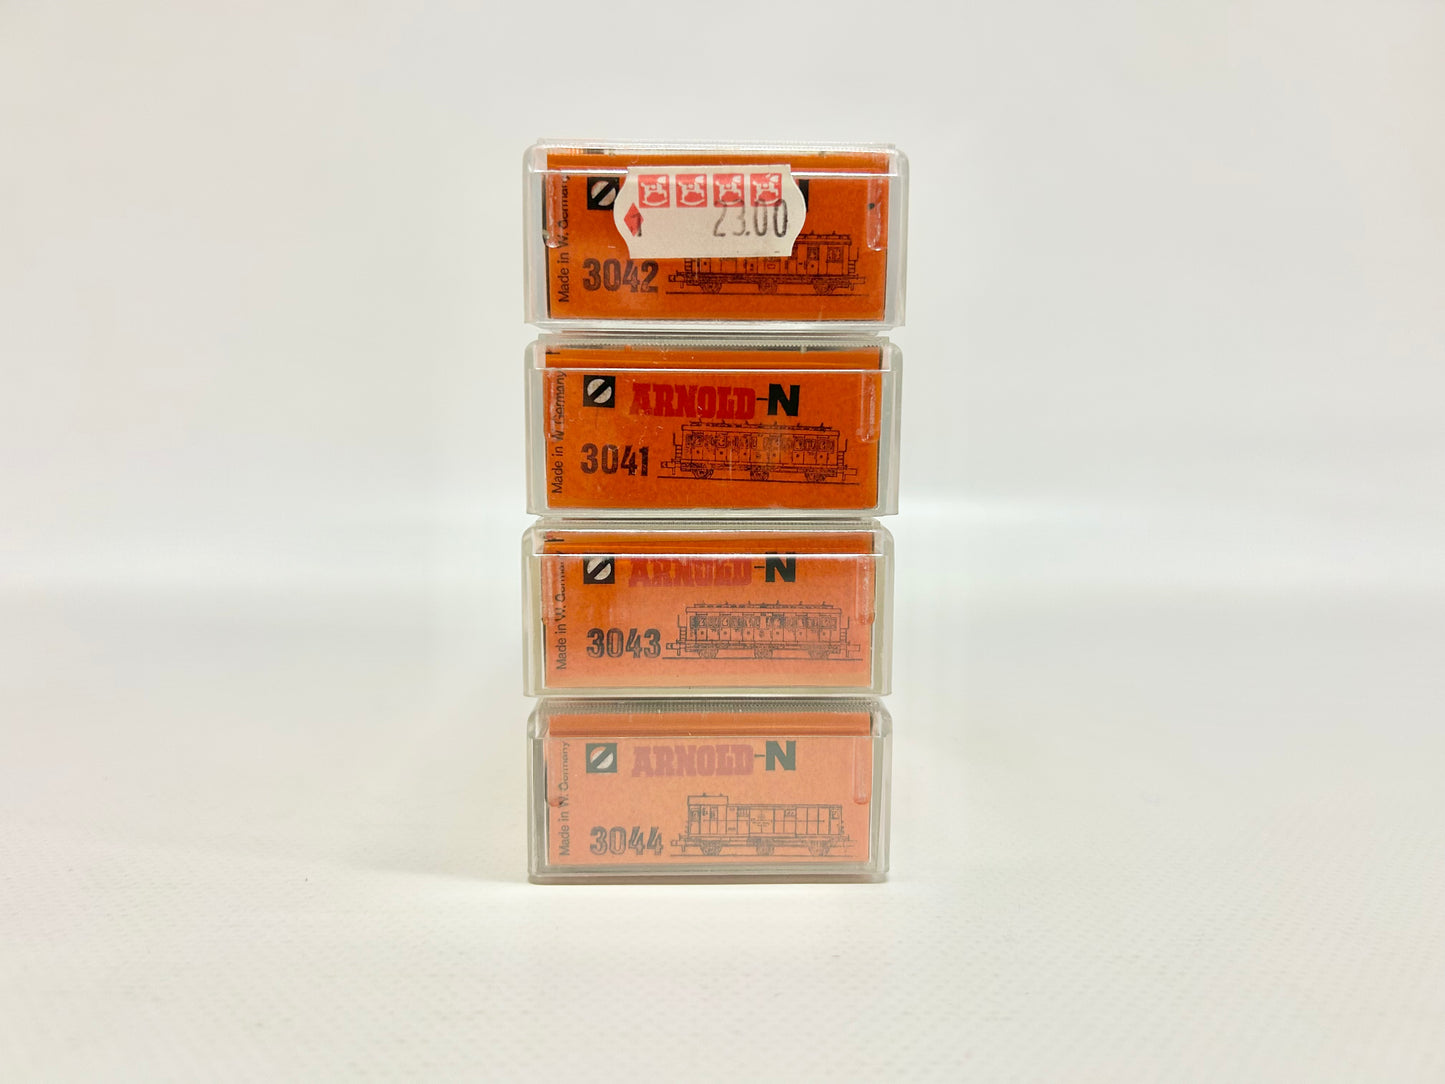 Made in W. Germany
N
1 23.00
3042
Made in W. Germany
ARNOLD-N
3041
Made in W. Germany
ARNOLD-N
3043
Made in W. Germany
ARNOLD-N
3044